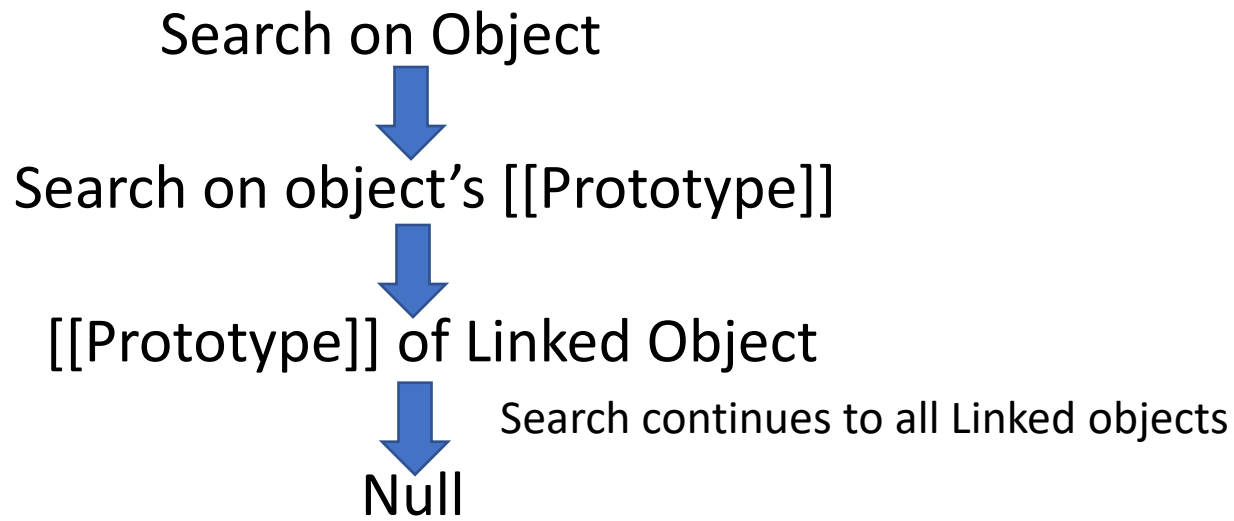 Search on Object
Search on object’s [[Prototype]]
[[Prototype]] of Linked Object
Search continues to all Linked objects
Null